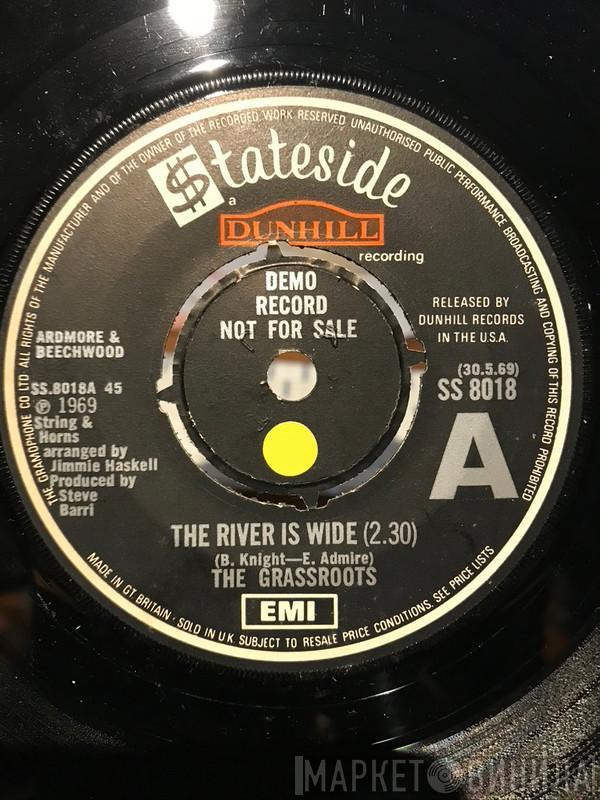 THE GRAMOPHONE CO LTD ALL RIGHTS OF THE MANUFACTURER AND OF THE OWNER OF THE RECORDED WORK RESERVED UNAUTHORISED PUBLIC PERFORMANCE BROADCASTING AND COPYING OF THIS RECORD PROHIBITED
$tateside
a
DUNHILL
recording
DEMO
RECORD
NOT FOR SALE
RELEASED BY
DUNHILL RECORDS
IN THE U.S.A.
ARDMORE &
BEECHWOOD
(30.5.69)
SS 8018
SS.8018A 45
℗ 1969
String &
Horns
arranged by
Jimmie Haskell
Produced by
Steve
Barri
A
THE RIVER IS WIDE (2.30)
(B. Knight—E. Admire)
THE GRASSROOTS
EMI
MADE IN GT BRITAIN · SOLD IN U.K. SUBJECT TO RESALE PRICE CONDITIONS, SEE PRICE LISTS
МАРКЕТ ВИНИЛА